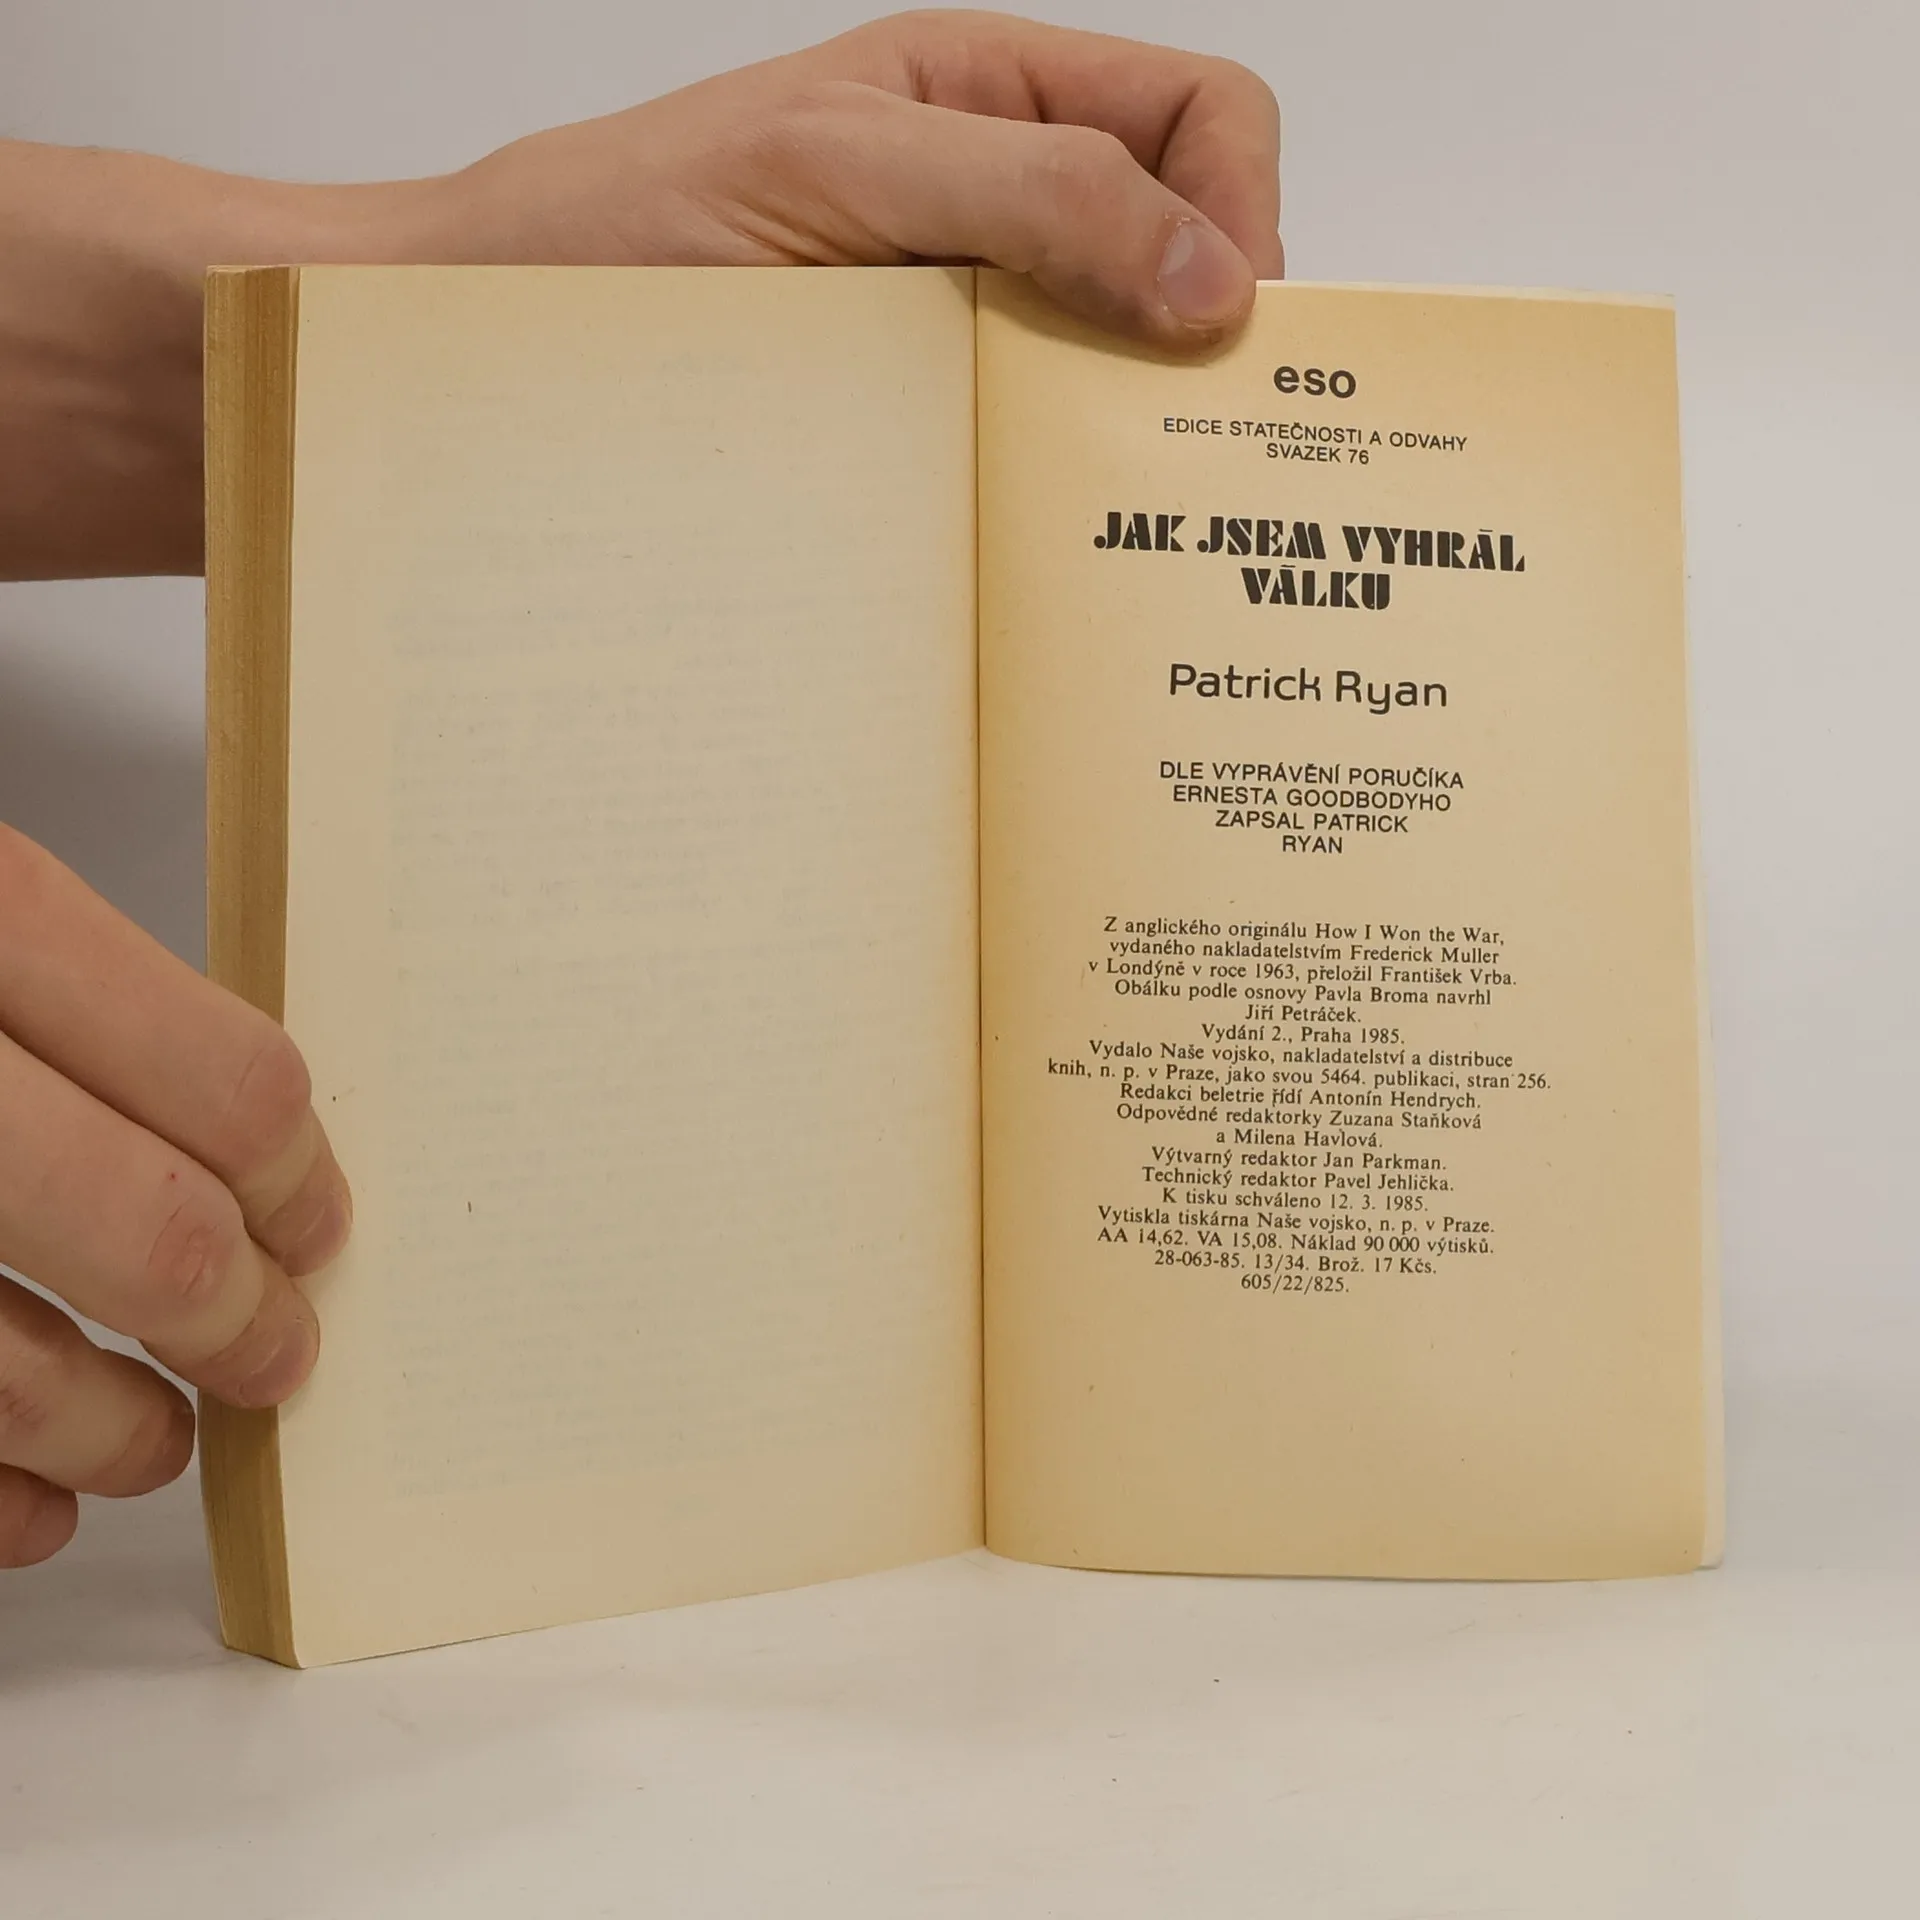 eso
EDICE STATEČNOSTI A ODVAHY
SVAZEK 76
JAK JSEM VYHRÁL
VÁLKU
Patrick Ryan
DLE VYPRÁVĚNÍ PORUČÍKA
ERNESTA GOODBODYHO
ZAPSAL PATRICK
RYAN
Z anglického originálu How I Won the War,
vydaného nakladatelstvím Frederick Muller
v Londýně v roce 1963, přeložil František Vrba.
Obálku podle osnovy Pavla Broma navrhl
Jiří Petráček.
Vydání 2., Praha 1985.
Vydalo Naše vojsko, nakladatelství a distribuce
knih, n. p. v Praze, jako svou 5464. publikaci, stran 256.
Redakci beletrie řídí Antonín Hendrych.
Odpovědné redaktorky Zuzana Staňková
a Milena Havlová.
Výtvarný redaktor Jan Parkman.
Technický redaktor Pavel Jehlička.
K tisku schváleno 12. 3. 1985.
Vytiskla tiskárna Naše vojsko, n. p. v Praze.
AA 14,62. VA 15,08. Náklad 90 000 výtisků.
28-063-85. 13/34. Brož. 17 Kčs.
605/22/825.